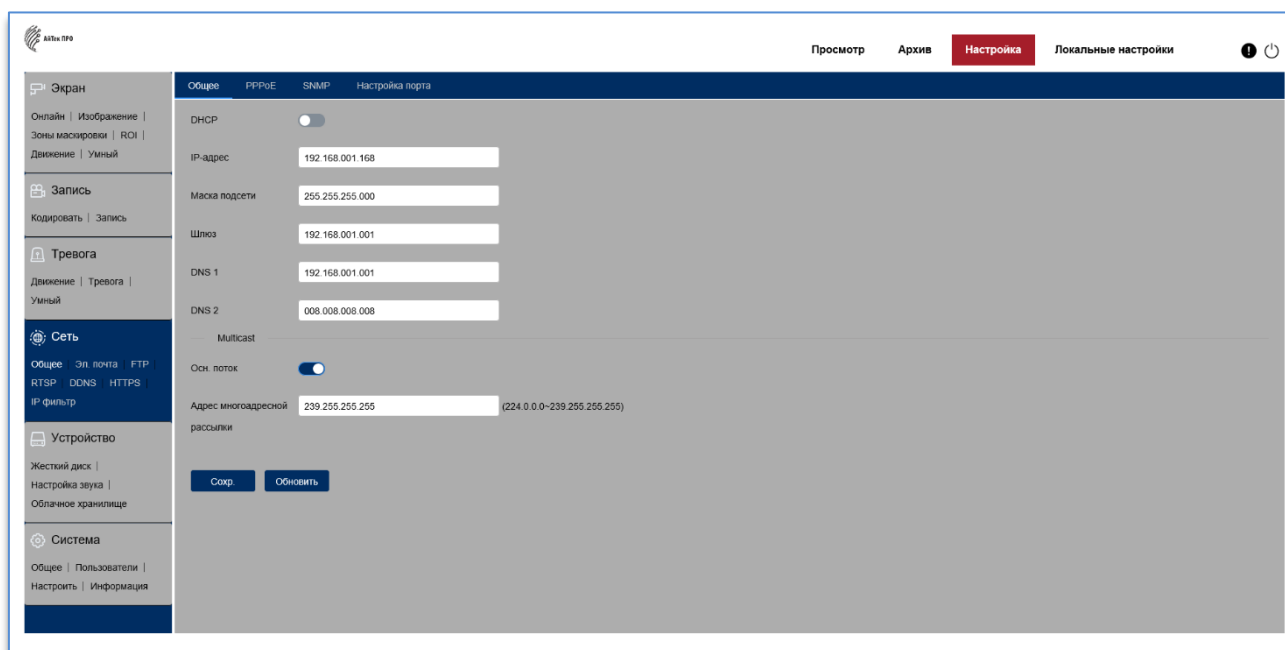 АйТек ПРО
Просмотр Архив Настройка Локальные настройки
Экран
Онлайн | Изображение |
Зоны маскировки | ROI |
Движение | Умный
Запись
Кодировать | Запись
Тревога
Движение | Тревога |
Умный
Сеть
Общее | Эл. почта | FTP |
RTSP | DDNS | HTTPS |
IP фильтр
Устройство
Жесткий диск |
Настройка звука |
Облачное хранилище
Система
Общее | Пользователи |
Настроить | Информация
Общее PPPoE SNMP Настройка порта
DHCP
IP-адрес 192.168.001.168
Маска подсети 255.255.255.000
Шлюз 192.168.001.001
DNS 1 192.168.001.001
DNS 2 008.008.008.008
Multicast
Осн. поток
Адрес многоадресной 239.255.255.255 (224.0.0.0~239.255.255.255)
рассылки
Сохр. Обновить